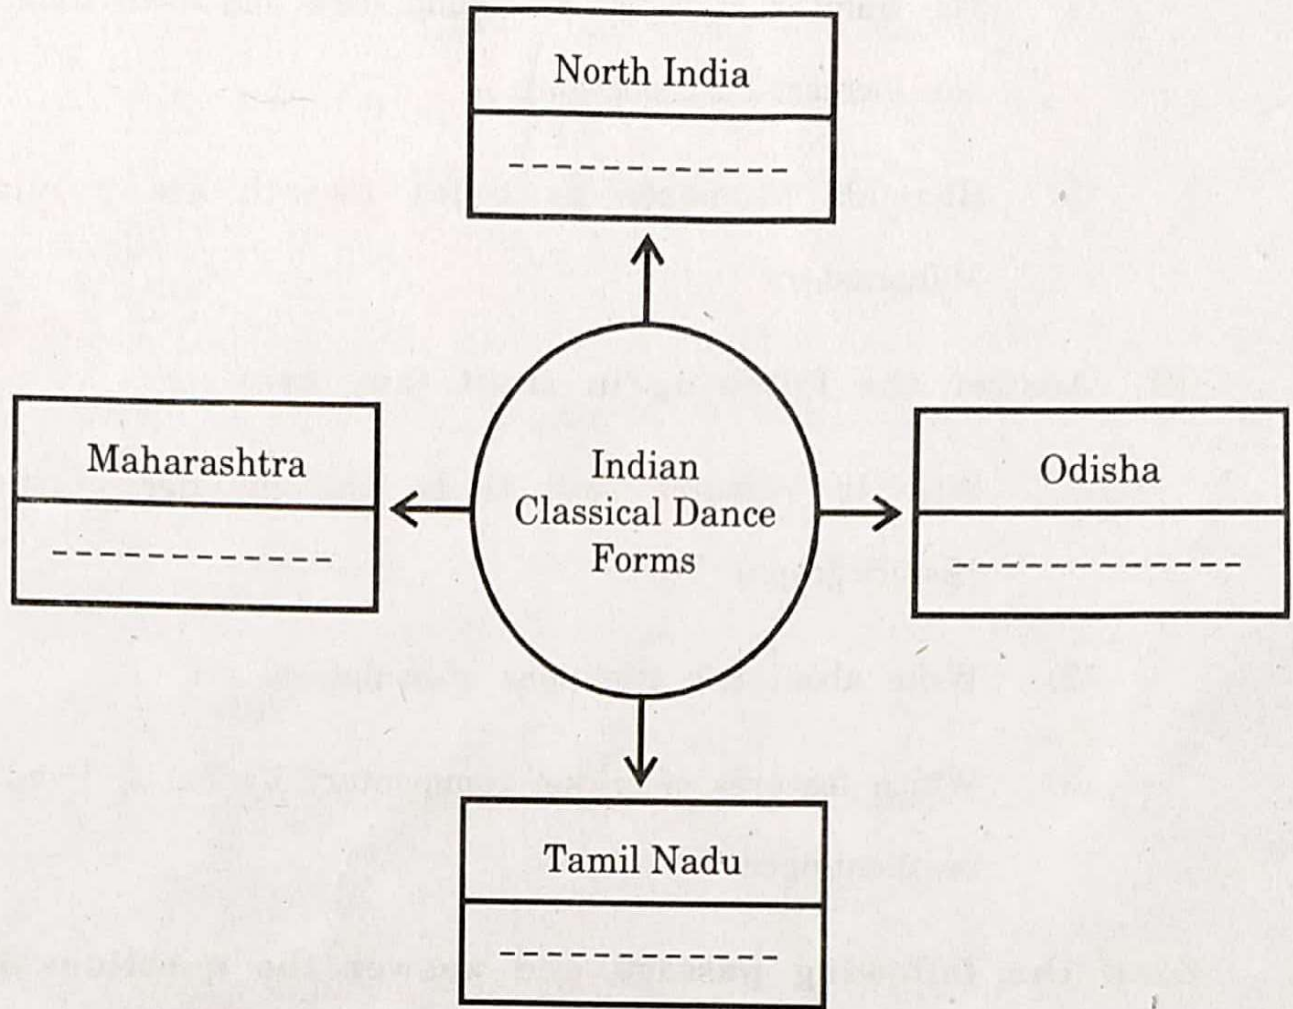 North India
------------
Maharashtra
------------
Indian
Classical Dance
Forms
Odisha
-------------
Tamil Nadu
------------